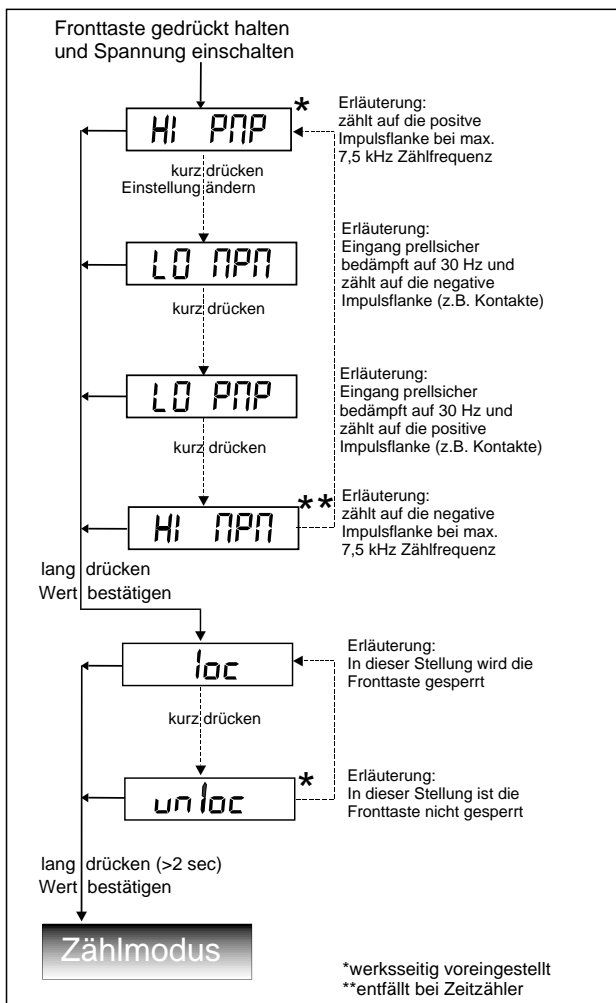 Fronttaste gedrückt halten
und Spannung einschalten
HI PNP
*
Erläuterung:
zählt auf die positve
Impulsflanke bei max.
7,5 kHz Zählfrequenz
kurz drücken
Einstellung ändern
LO NPN
Erläuterung:
Eingang prellsicher
bedämpft auf 30 Hz und
zählt auf die negative
Impulsflanke (z.B. Kontakte)
kurz drücken
LO PNP
Erläuterung:
Eingang prellsicher
bedämpft auf 30 Hz und
zählt auf die positive
Impulsflanke (z.B. Kontakte)
kurz drücken
HI NPN
**
Erläuterung:
zählt auf die negative
Impulsflanke bei max.
7,5 kHz Zählfrequenz
lang drücken
Wert bestätigen
loc
Erläuterung:
In dieser Stellung wird die
Fronttaste gesperrt
kurz drücken
unloc
*
Erläuterung:
In dieser Stellung ist die
Fronttaste nicht gesperrt
lang drücken (>2 sec)
Wert bestätigen
Zählmodus
*werksseitig voreingestellt
**entfällt bei Zeitzähler